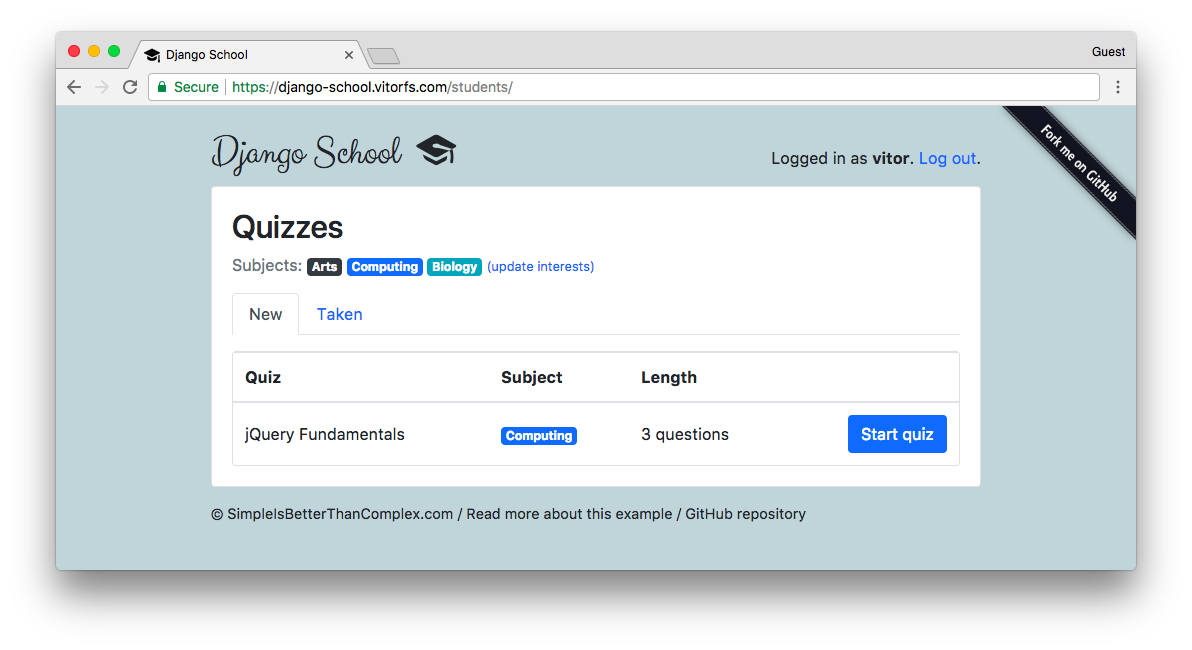 Django School
Guest
Secure https://django-school.vitorfs.com/students/
Django School
Logged in as vitor. Log out.
Fork me on GitHub
Quizzes
Subjects: Arts Computing Biology (update interests)
New Taken
Quiz Subject Length
jQuery Fundamentals Computing 3 questions Start quiz
© SimpleIsBetterThanComplex.com / Read more about this example / GitHub repository